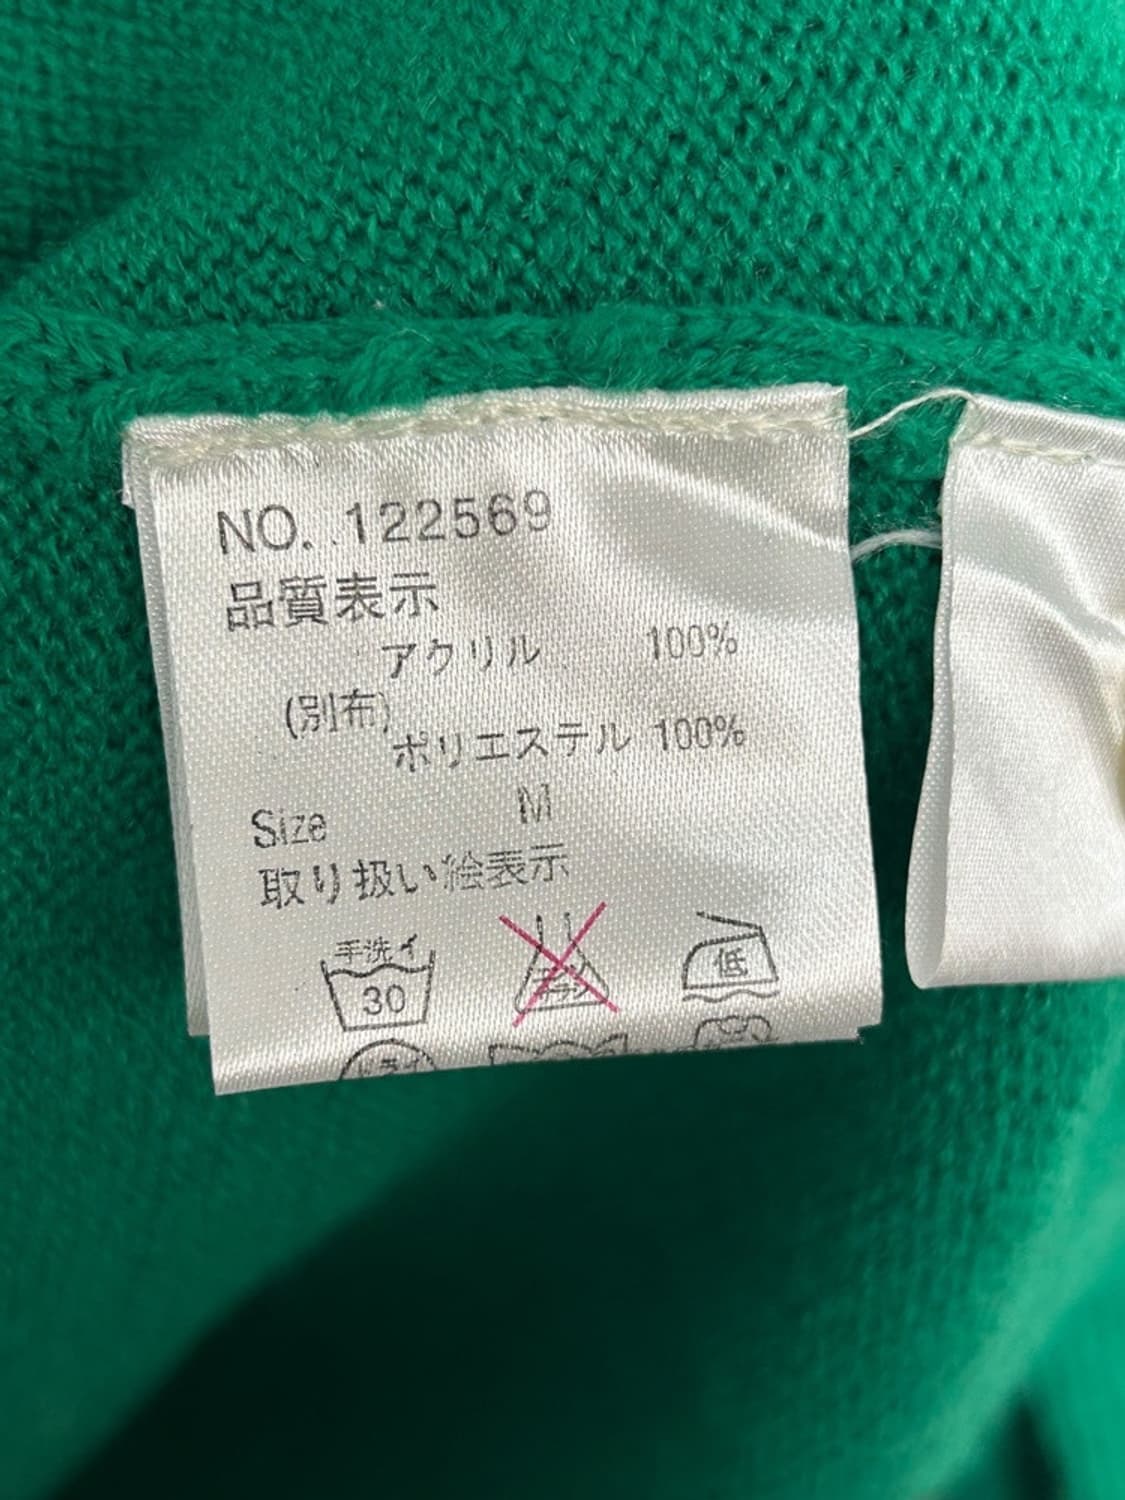 NO. .122569
品質表示
アクリル 100%
(別布)
ポリエステル 100%
Size M
取り扱い絵表示
手洗イ
30
低